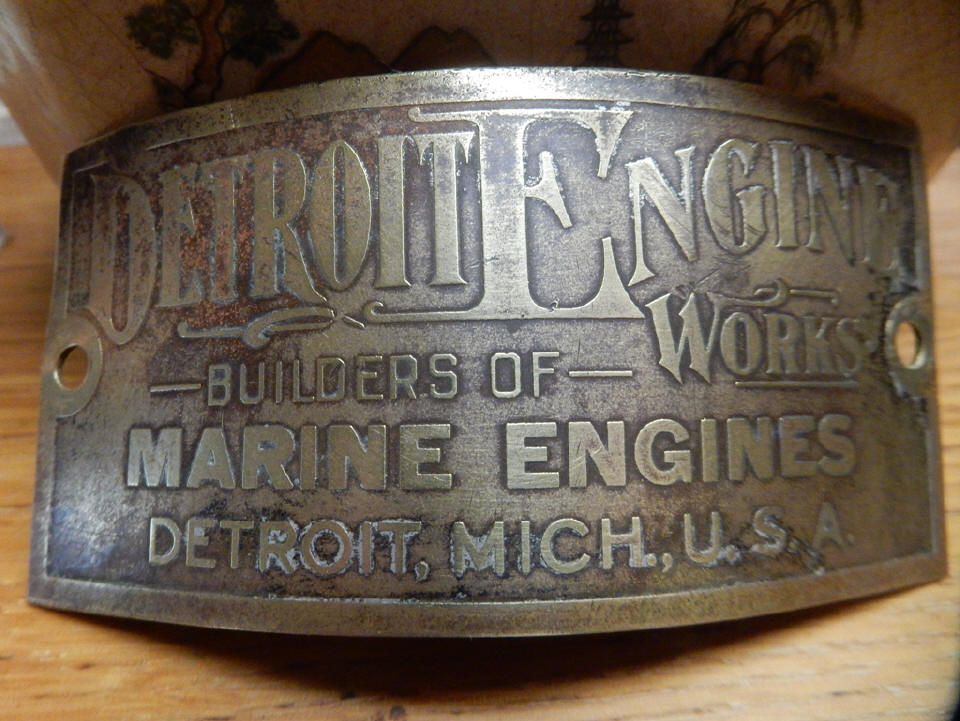 DETROIT ENGINE
WORKS
—BUILDERS OF—
MARINE ENGINES
DETROIT, MICH., U.S.A.